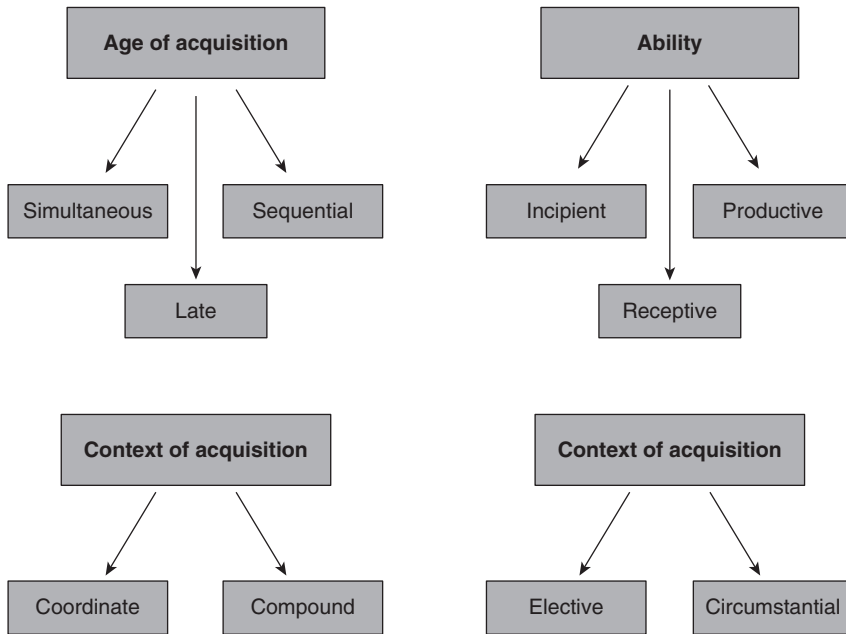 Age of acquisition
Simultaneous
Sequential
Late
Ability
Incipient
Productive
Receptive
Context of acquisition
Coordinate
Compound
Context of acquisition
Elective
Circumstantial